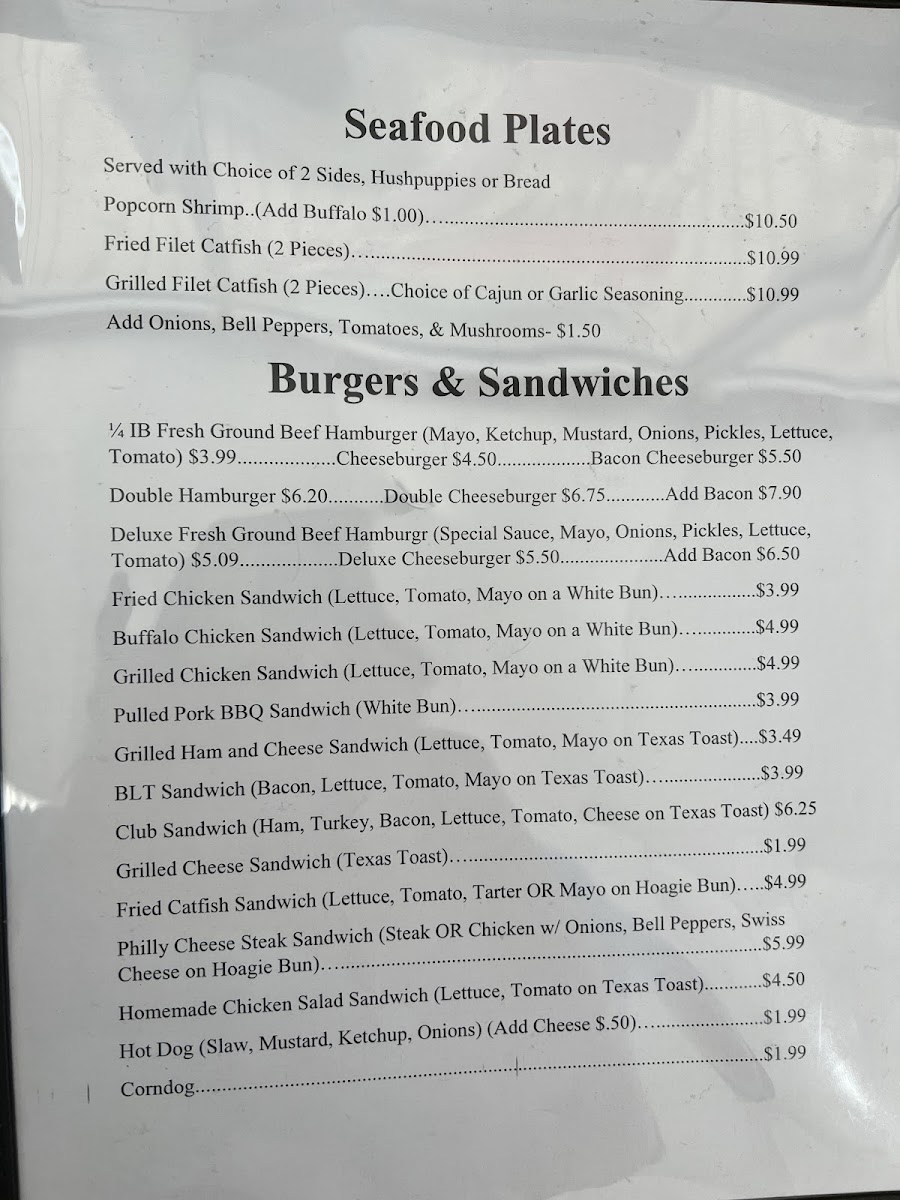 Seafood Plates
Served with Choice of 2 Sides, Hushpuppies or Bread
Popcorn Shrimp..(Add Buffalo $1.00)..................................................................$10.50
Fried Filet Catfish (2 Pieces)....................................................................................$10.99
Grilled Filet Catfish (2 Pieces)....Choice of Cajun or Garlic Seasoning.............$10.99
Add Onions, Bell Peppers, Tomatoes, & Mushrooms- $1.50
Burgers & Sandwiches
¼ IB Fresh Ground Beef Hamburger (Mayo, Ketchup, Mustard, Onions, Pickles, Lettuce,
Tomato) $3.99...................Cheeseburger $4.50..................Bacon Cheeseburger $5.50
Double Hamburger $6.20...........Double Cheeseburger $6.75............Add Bacon $7.90
Deluxe Fresh Ground Beef Hamburgr (Special Sauce, Mayo, Onions, Pickles, Lettuce,
Tomato) $5.09...................Deluxe Cheeseburger $5.50.....................Add Bacon $6.50
Fried Chicken Sandwich (Lettuce, Tomato, Mayo on a White Bun)...................$3.99
Buffalo Chicken Sandwich (Lettuce, Tomato, Mayo on a White Bun)...............$4.99
Grilled Chicken Sandwich (Lettuce, Tomato, Mayo on a White Bun)................$4.99
Pulled Pork BBQ Sandwich (White Bun)............................................................$3.99
Grilled Ham and Cheese Sandwich (Lettuce, Tomato, Mayo on Texas Toast)....$3.49
BLT Sandwich (Bacon, Lettuce, Tomato, Mayo on Texas Toast).......................$3.99
Club Sandwich (Ham, Turkey, Bacon, Lettuce, Tomato, Cheese on Texas Toast) $6.25
Grilled Cheese Sandwich (Texas Toast)................................................................$1.99
Fried Catfish Sandwich (Lettuce, Tomato, Tarter OR Mayo on Hoagie Bun).....$4.99
Philly Cheese Steak Sandwich (Steak OR Chicken w/ Onions, Bell Peppers, Swiss
Cheese on Hoagie Bun).........................................................................................$5.99
Homemade Chicken Salad Sandwich (Lettuce, Tomato on Texas Toast)...........$4.50
Hot Dog (Slaw, Mustard, Ketchup, Onions) (Add Cheese $.50).........................$1.99
Corndog.................................................................................................................$1.99